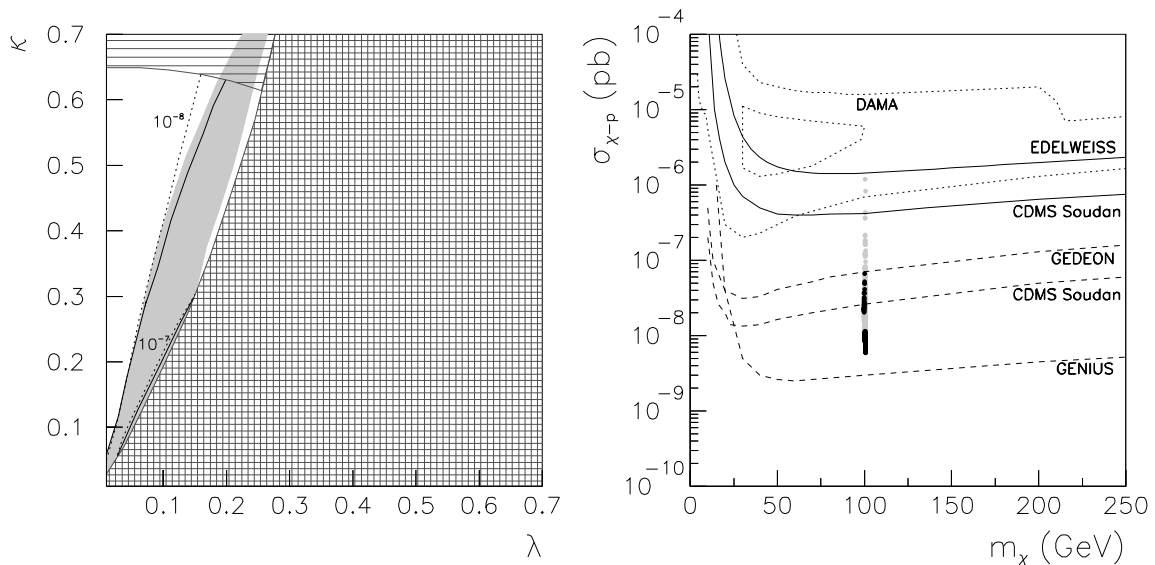 κ
0.7
0.6
0.5
0.4
0.3
0.2
0.1
10⁻⁸
10⁻⁷
0.1 0.2 0.3 0.4 0.5 0.6 0.7
λ
σχ−p (pb)
10⁻⁴
10⁻⁵
10⁻⁶
10⁻⁷
10⁻⁸
10⁻⁹
10⁻¹⁰
DAMA
EDELWEISS
CDMS Soudan
GEDEON
CDMS Soudan
GENIUS
0 50 100 150 200 250
mχ (GeV)